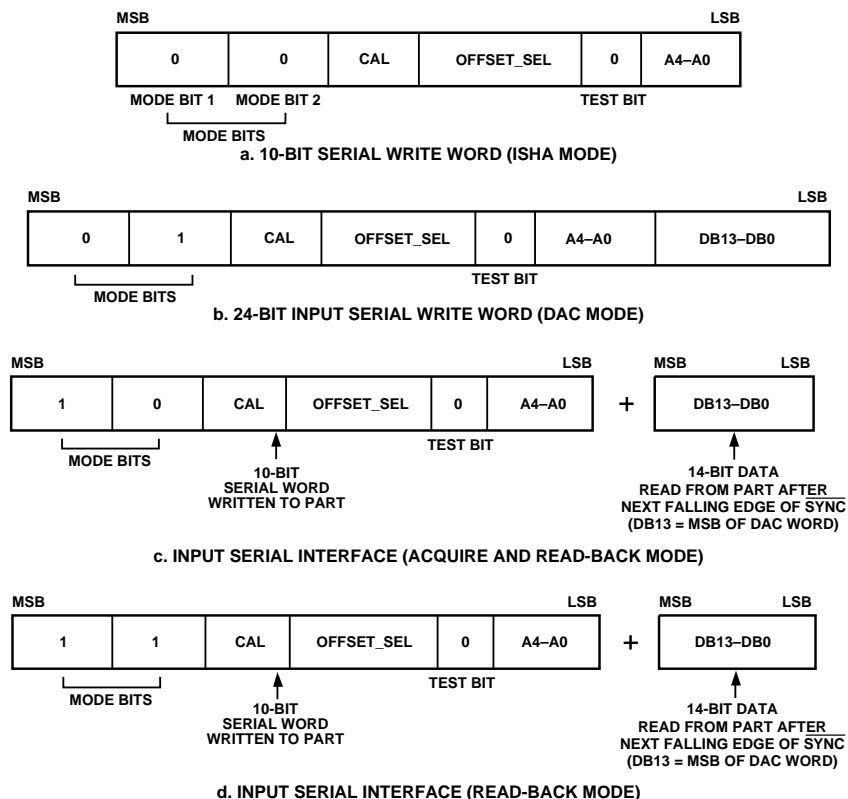 MSB LSB
0 0 CAL OFFSET_SEL 0 A4–A0
MODE BIT 1 MODE BIT 2 TEST BIT
MODE BITS
a. 10-BIT SERIAL WRITE WORD (ISHA MODE)
MSB LSB
0 1 CAL OFFSET_SEL 0 A4–A0 DB13–DB0
MODE BITS TEST BIT
b. 24-BIT INPUT SERIAL WRITE WORD (DAC MODE)
MSB LSB MSB LSB
1 0 CAL OFFSET_SEL 0 A4–A0 + DB13–DB0
MODE BITS TEST BIT
10-BIT
SERIAL WORD
WRITTEN TO PART
14-BIT DATA
READ FROM PART AFTER
NEXT FALLING EDGE OF SYNC
(DB13 = MSB OF DAC WORD)
c. INPUT SERIAL INTERFACE (ACQUIRE AND READ-BACK MODE)
MSB LSB MSB LSB
1 1 CAL OFFSET_SEL 0 A4–A0 + DB13–DB0
MODE BITS TEST BIT
10-BIT
SERIAL WORD
WRITTEN TO PART
14-BIT DATA
READ FROM PART AFTER
NEXT FALLING EDGE OF SYNC
(DB13 = MSB OF DAC WORD)
d. INPUT SERIAL INTERFACE (READ-BACK MODE)